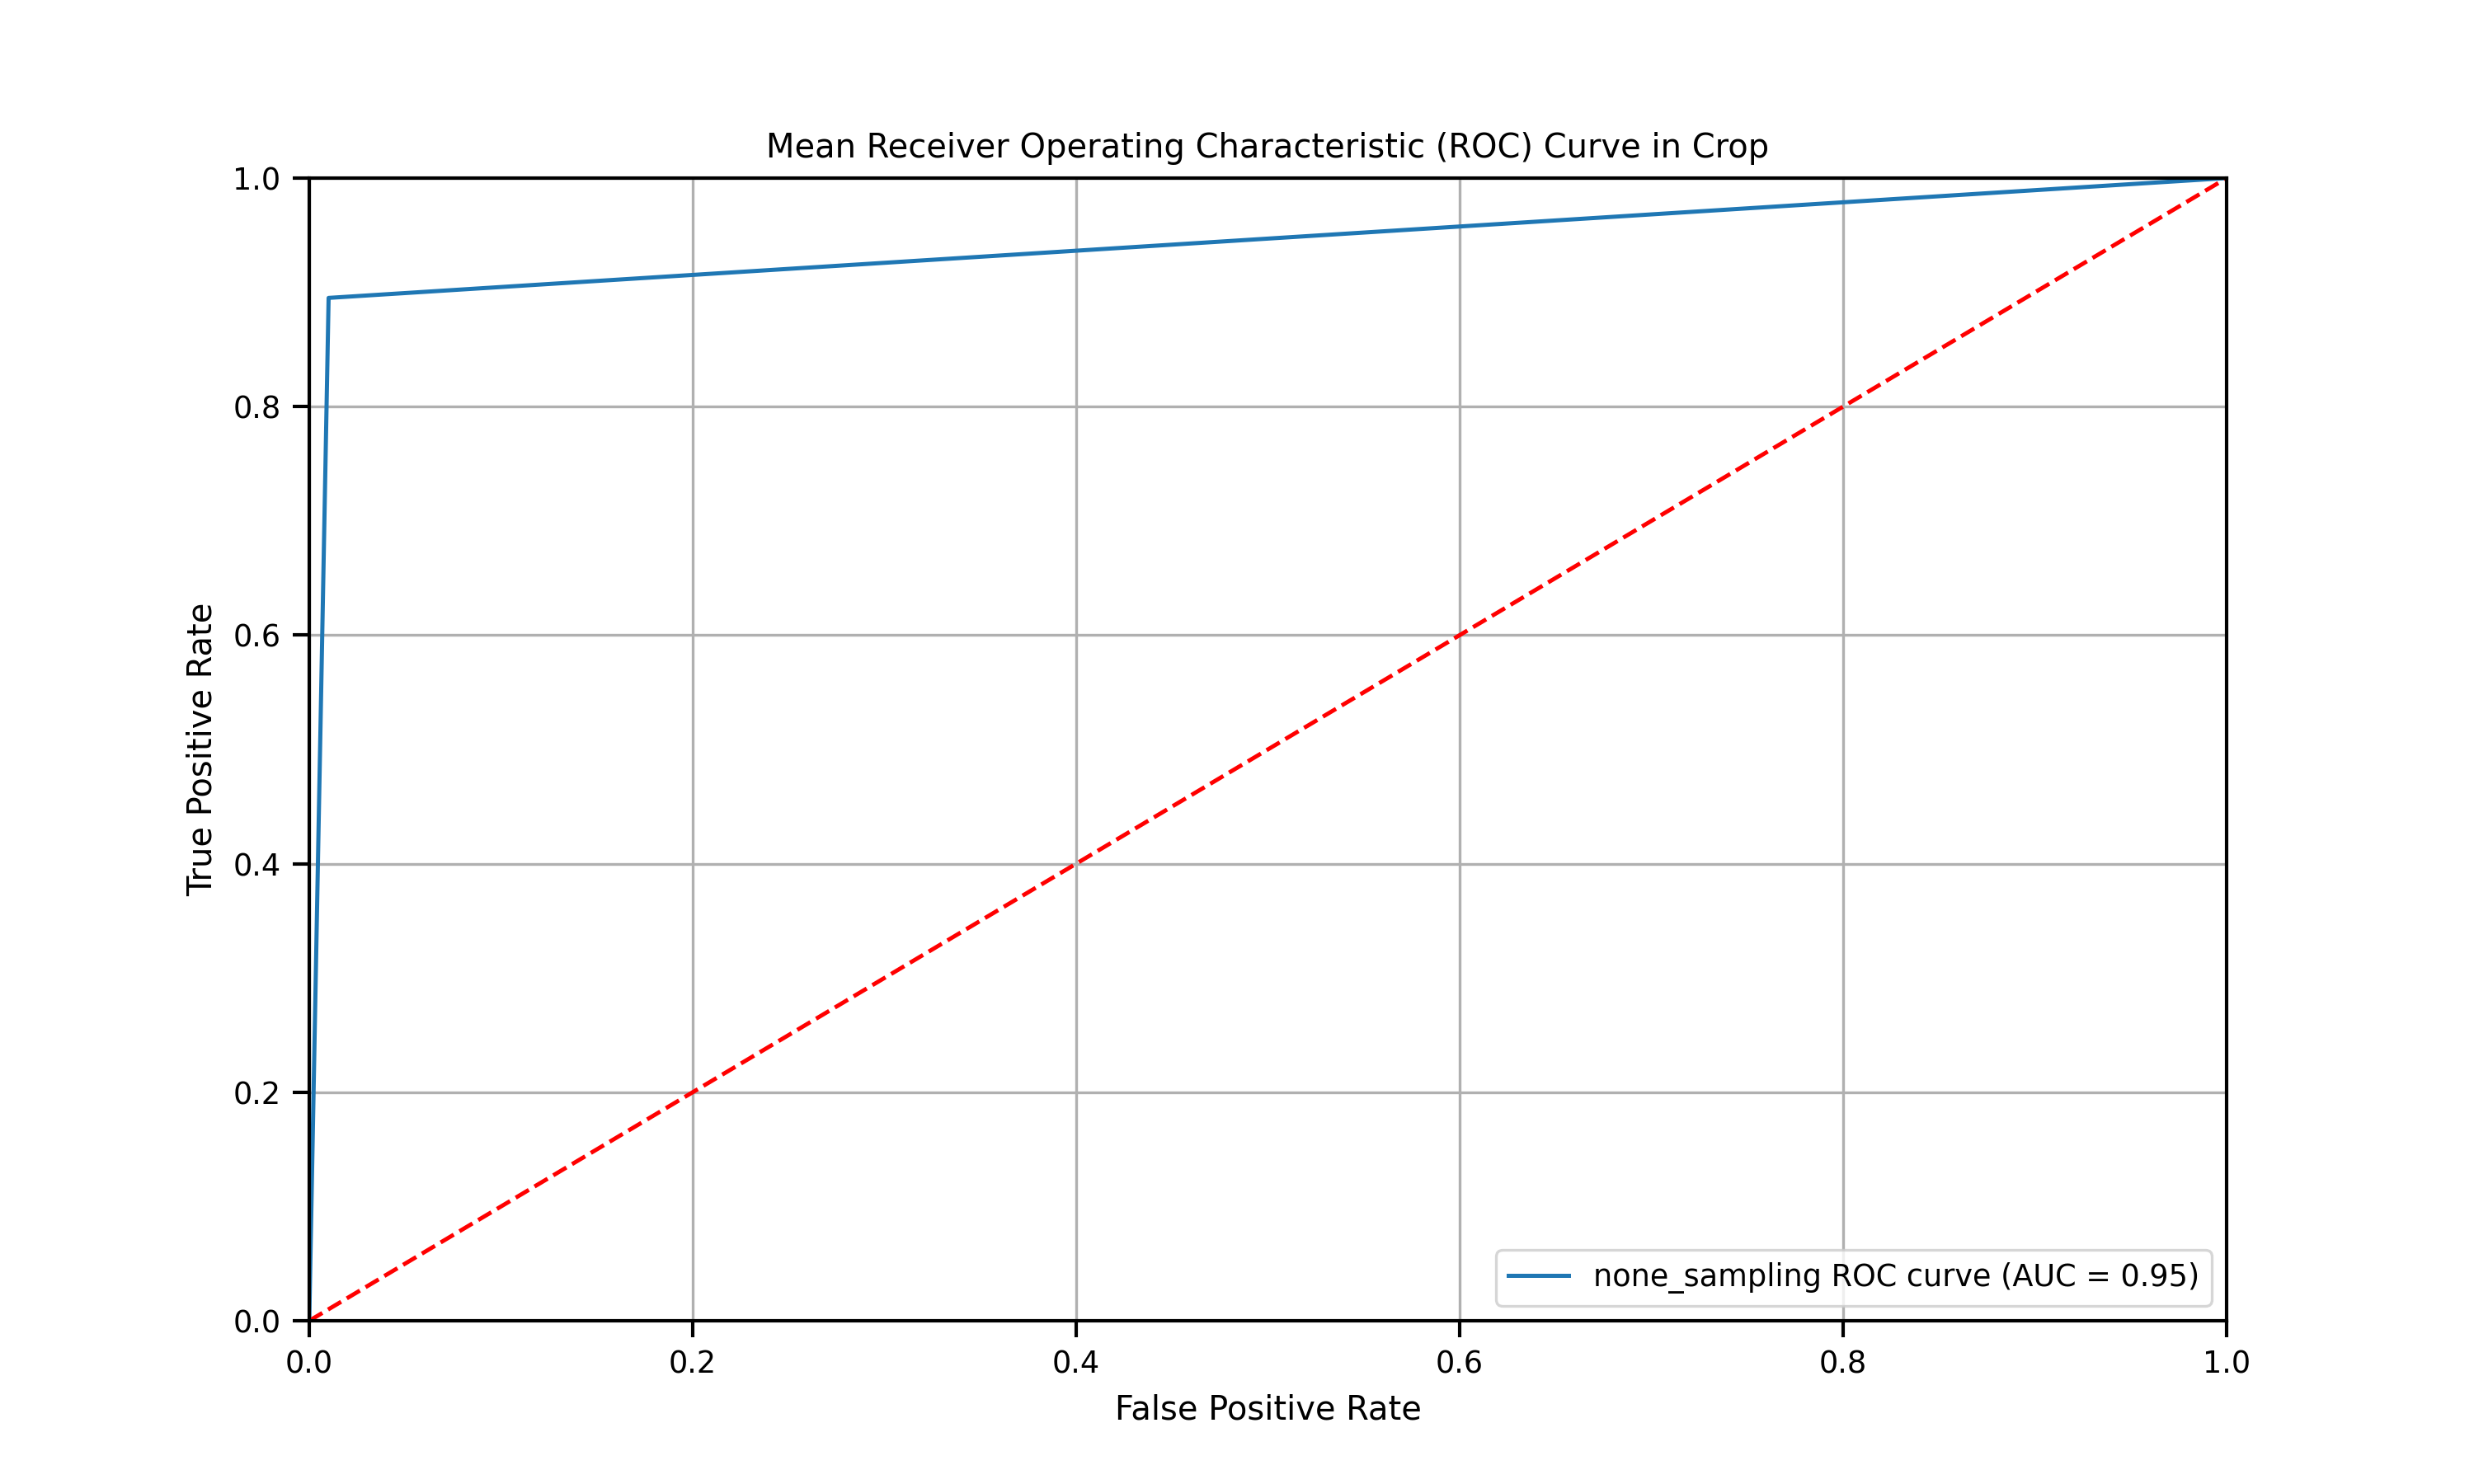 Mean Receiver Operating Characteristic (ROC) Curve in Crop
1.0
0.8
0.6
0.4
0.2
0.0
True Positive Rate
none_sampling ROC curve (AUC = 0.95)
0.0 0.2 0.4 0.6 0.8 1.0
False Positive Rate